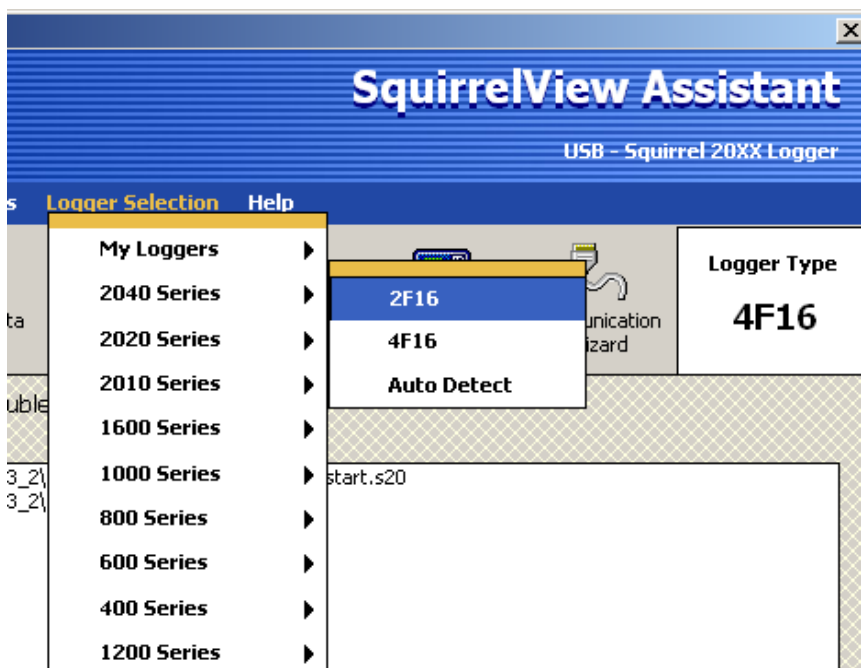 SquirrelView Assistant
USB - Squirrel 20XX Logger
s Logger Selection Help
My Loggers
2040 Series
2020 Series
2010 Series
1600 Series
1000 Series
800 Series
600 Series
400 Series
1200 Series
2F16
4F16
Auto Detect
ta
unication
izard
Logger Type
4F16
uble
3_2\
start.s20
3_2\